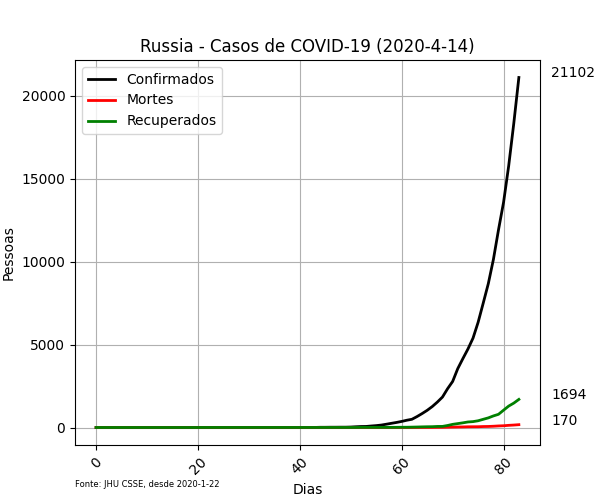 Russia - Casos de COVID-19 (2020-4-14)
Confirmados
Mortes
Recuperados
21102
20000
15000
10000
5000
0
1694
170
Pessoas
0 20 40 60 80
Dias
Fonte: JHU CSSE, desde 2020-1-22